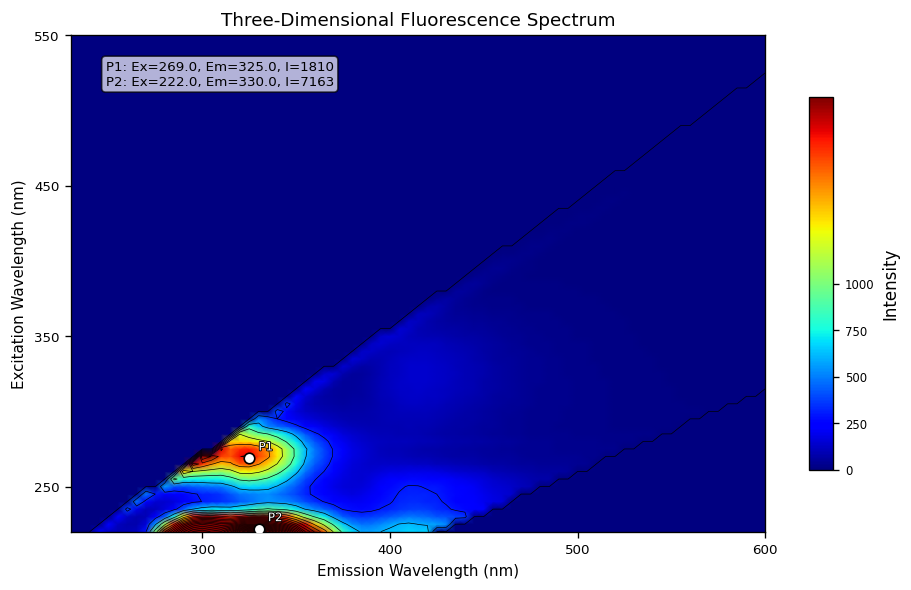 Three-Dimensional Fluorescence Spectrum
550
450
350
250
Excitation Wavelength (nm)
P1: Ex=269.0, Em=325.0, I=1810
P2: Ex=222.0, Em=330.0, I=7163
P1
P2
300
400
500
600
Emission Wavelength (nm)
1000
750
500
250
0
Intensity